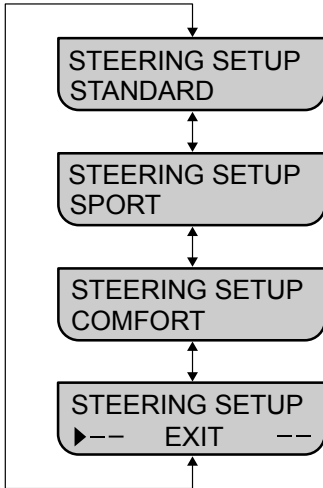 STEERING SETUP
STANDARD
STEERING SETUP
SPORT
STEERING SETUP
COMFORT
STEERING SETUP
▶-- EXIT --